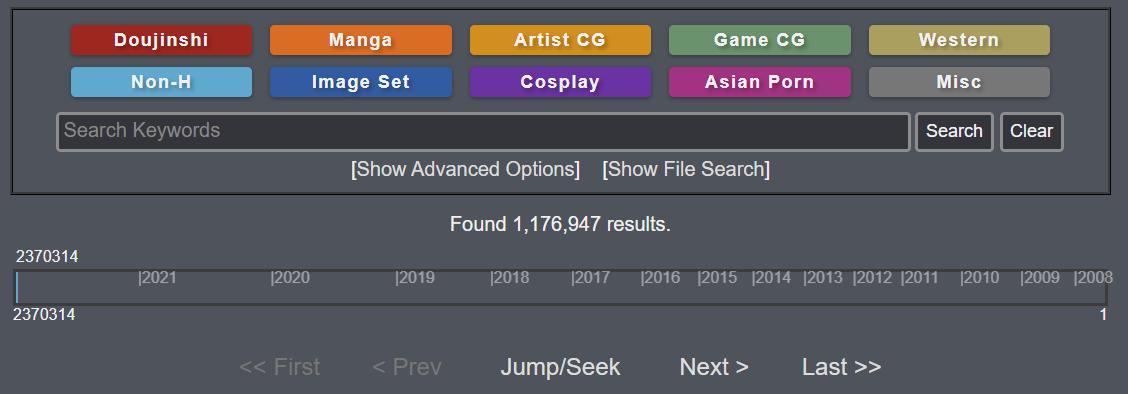 Doujinshi Manga Artist CG Game CG Western
Non-H Image Set Cosplay Asian Porn Misc
Search Keywords Search Clear
[Show Advanced Options] [Show File Search]
Found 1,176,947 results.
2370314
|2021 |2020 |2019 |2018 |2017 |2016 |2015 |2014 |2013 |2012 |2011 |2010 |2009 |2008
2370314 1
<< First < Prev Jump/Seek Next > Last >>